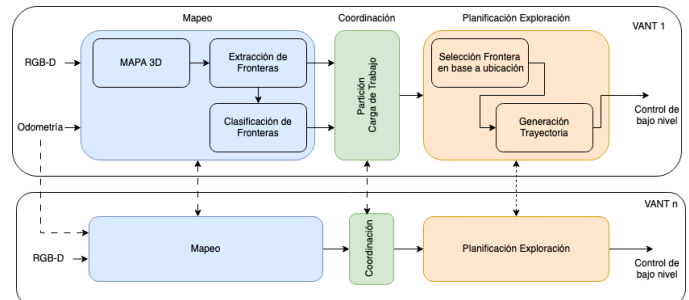 Mapeo
Coordinación
Planificación Exploración
VANT 1
RGB-D
MAPA 3D
Extracción de
Fronteras
Clasificación de
Fronteras
Odometría
Partición
Carga de Trabajo
Selección Frontera
en base a ubicación
Generación
Trayectoria
Control de
bajo nivel
VANT n
RGB-D
Mapeo
Coordinación
Planificación Exploración
Control de
bajo nivel